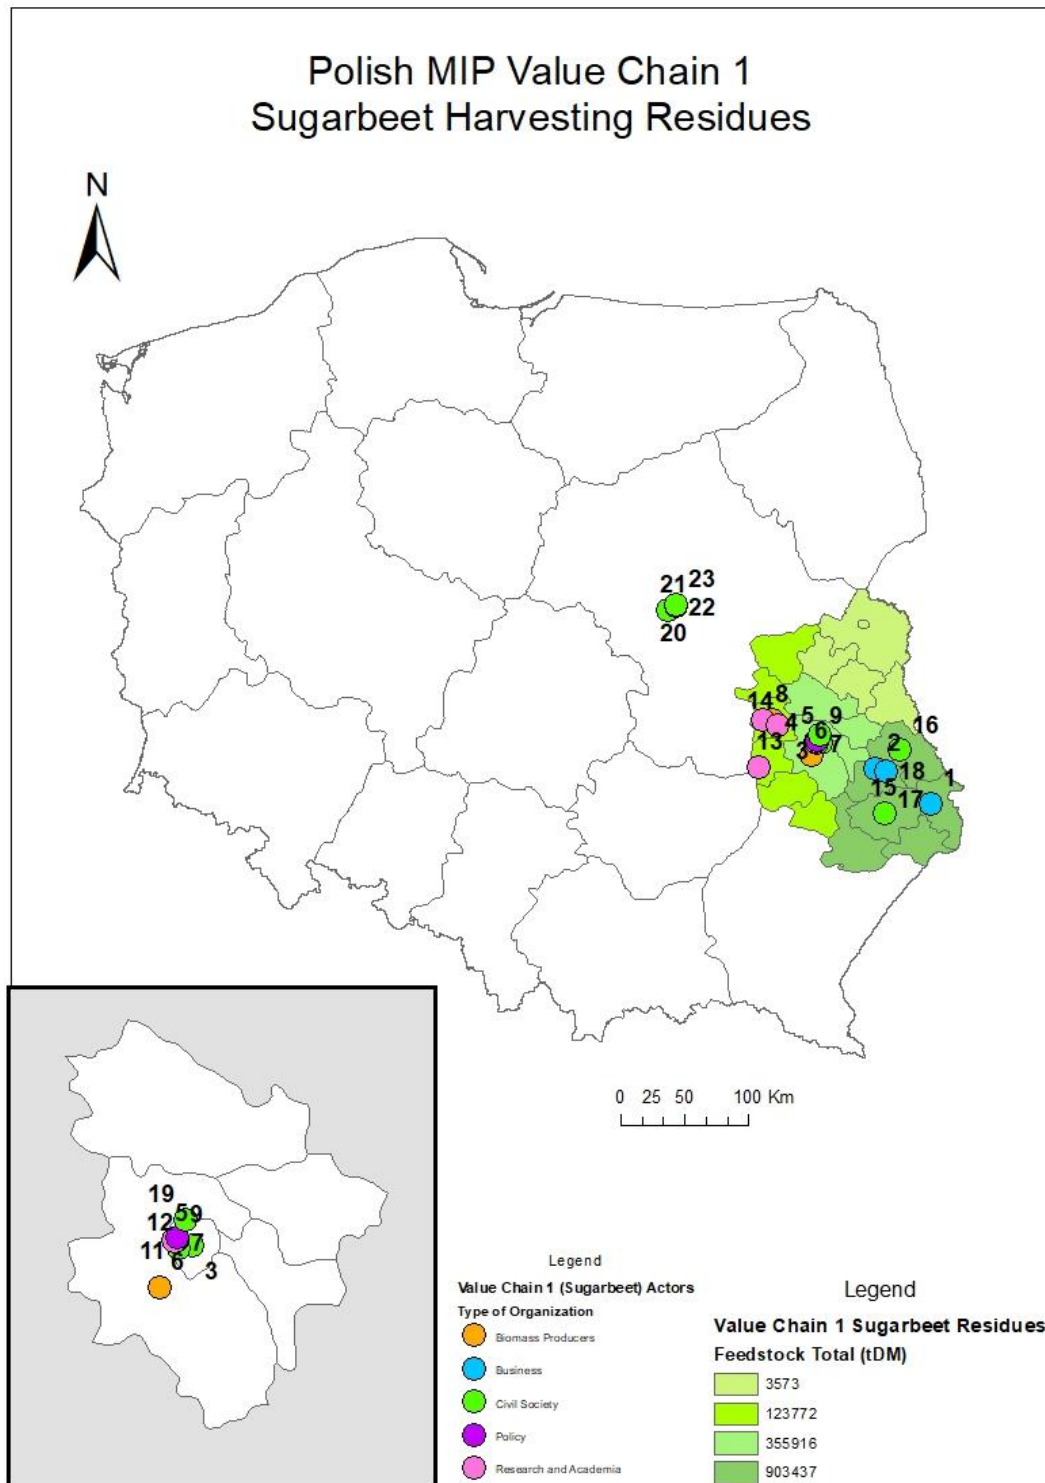 Polish MIP Value Chain 1
Sugarbeet Harvesting Residues
N
21 23
22
20
8
14
4
5 9
6
13
3 7
16
2
18
1
15 17
0 25 50 100 Km
19
5 9
12
7
11
6 3
Legend
Value Chain 1 (Sugarbeet) Actors
Type of Organization
Biomass Producers
Business
Civil Society
Policy
Research and Academia
Legend
Value Chain 1 Sugarbeet Residues
Feedstock Total (tDM)
3573
123772
355916
903437